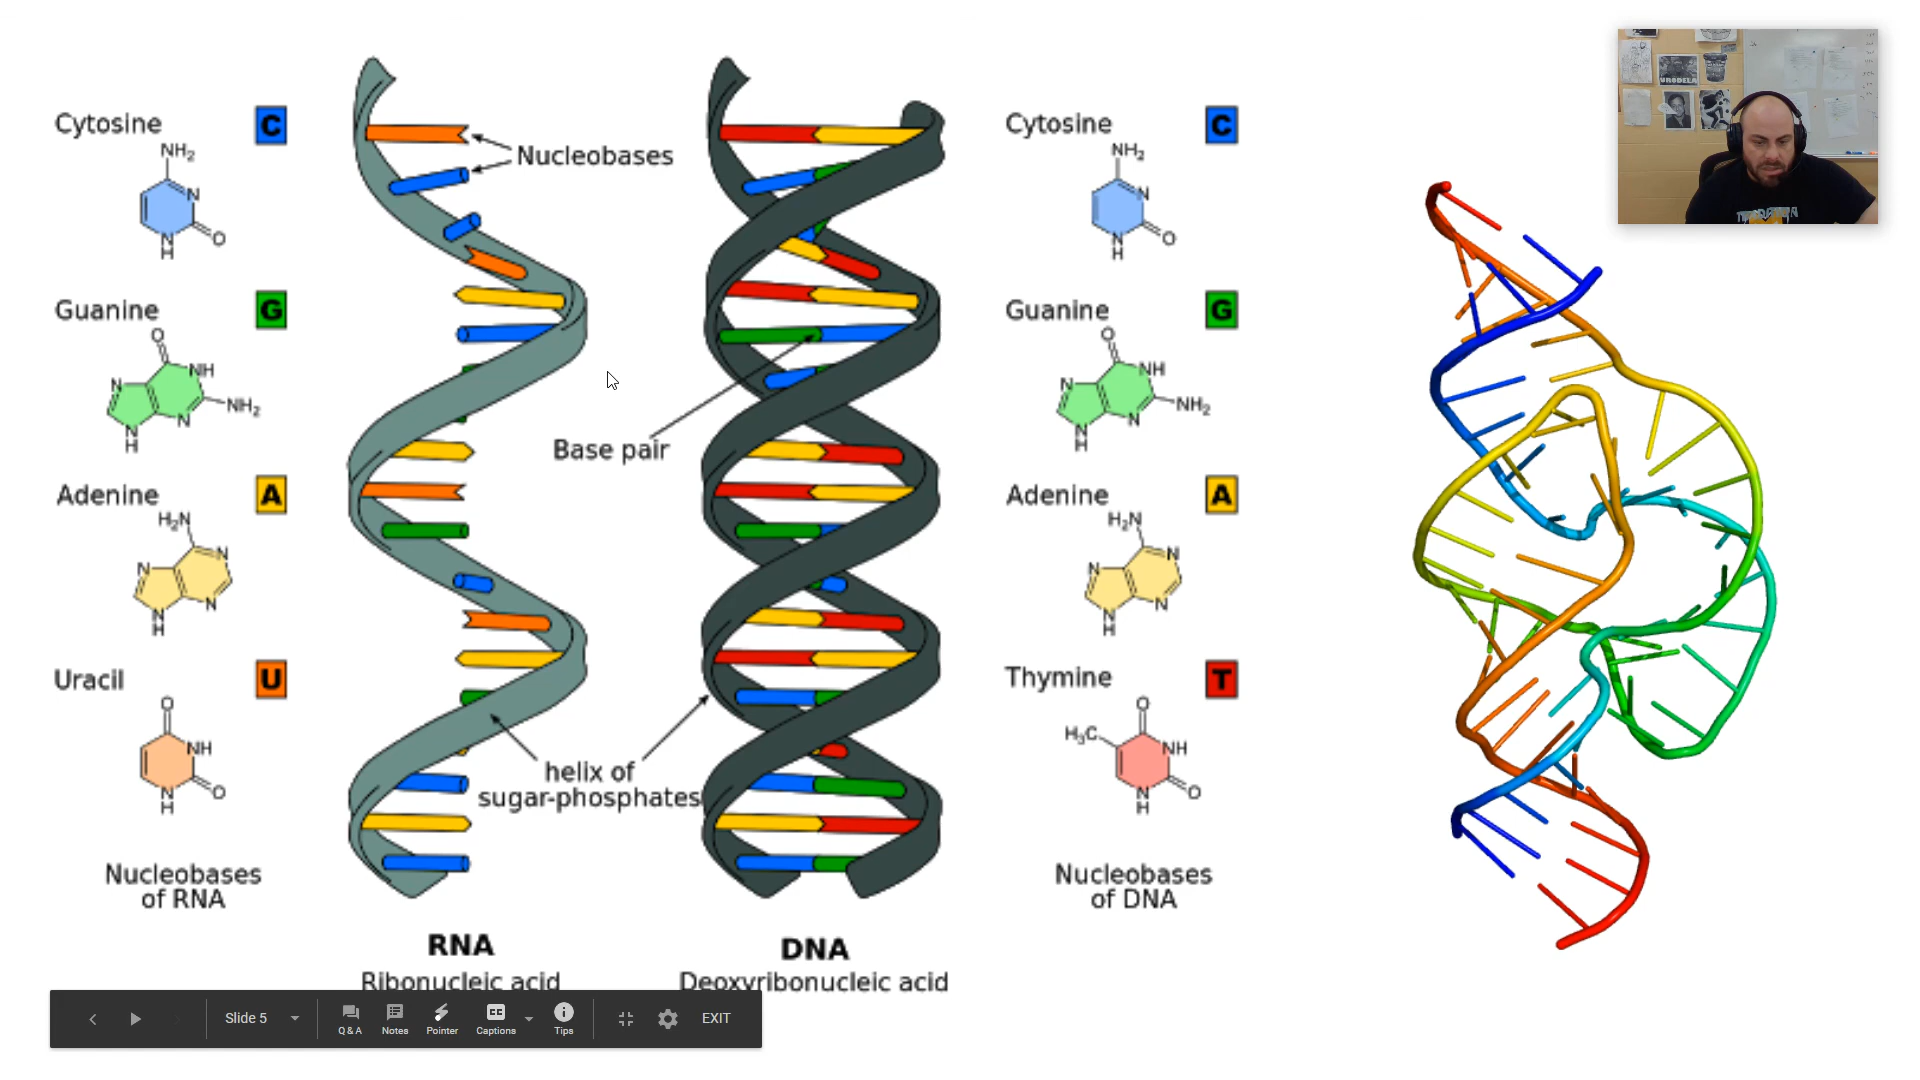 Cytosine C
NH2
N
N
H
O
Guanine G
O
NH
N
N
NH2
N
H
Adenine A
H2N
N
N
N
N
H
Uracil U
O
NH
N
H
O
Nucleobases
of RNA
Nucleobases
Base pair
helix of
sugar-phosphates
RNA
Ribonucleic acid
DNA
Deoxyribonucleic acid
Cytosine C
NH2
N
N
H
O
Guanine G
O
NH
N
N
NH2
N
H
Adenine A
H2N
N
N
N
N
H
Thymine T
O
H3C
NH
N
H
O
Nucleobases
of DNA
URODELA
Slide 5
Q & A
Notes
Pointer
CC
Captions
Tips
EXIT